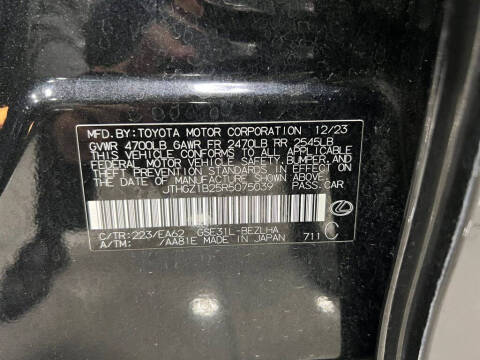 MFD.BY:TOYOTA MOTOR CORPORATION 12/23
GVWR 4700LB GAWR FR 2470LB RR 2545LB
THIS VEHICLE CONFORMS TO ALL APPLICABLE
FEDERAL MOTOR VEHICLE SAFETY, BUMPER, AND
THEFT PREVENTION STANDARDS IN EFFECT ON
THE DATE OF MANUFACTURE SHOWN ABOVE.
JTHGZ1B25R5075039 PASS.CAR
C/TR:223/EA62 GSE31L-BEZLHA
A/TM: /AA81E MADE IN JAPAN 711 C